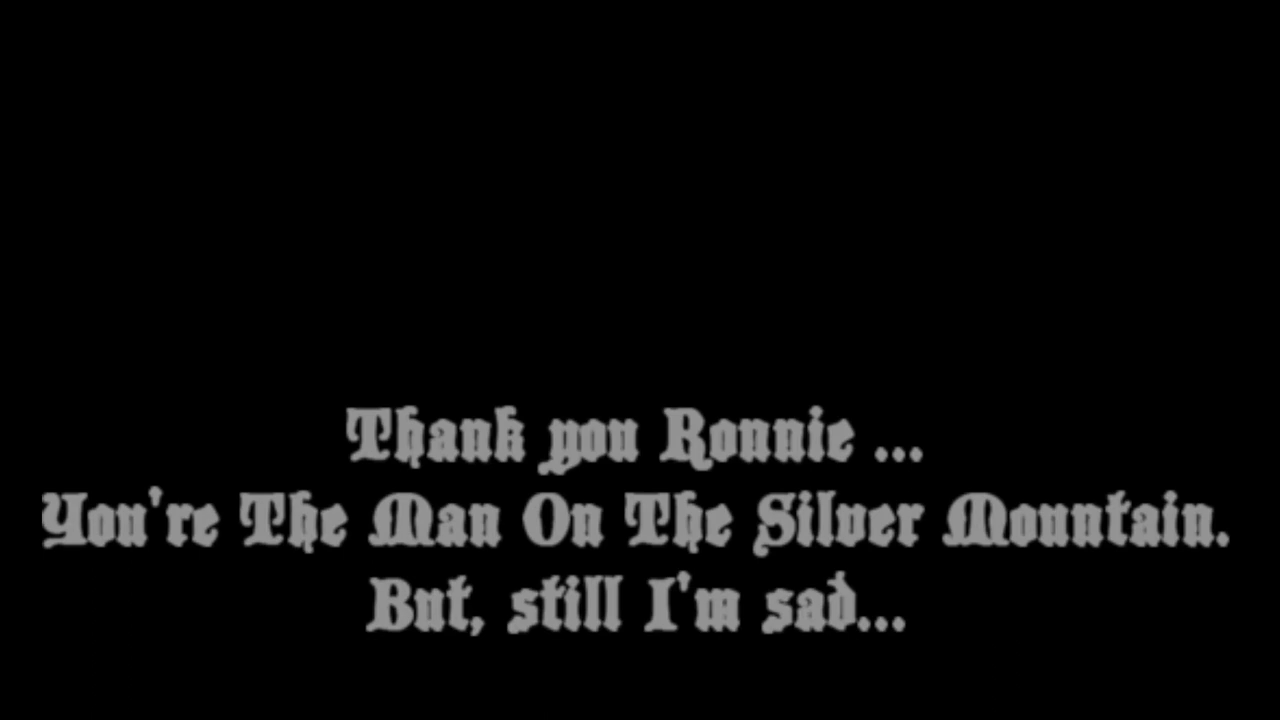 Thank you Ronnie ...
You're The Man On The Silver Mountain.
But, still I'm sad...